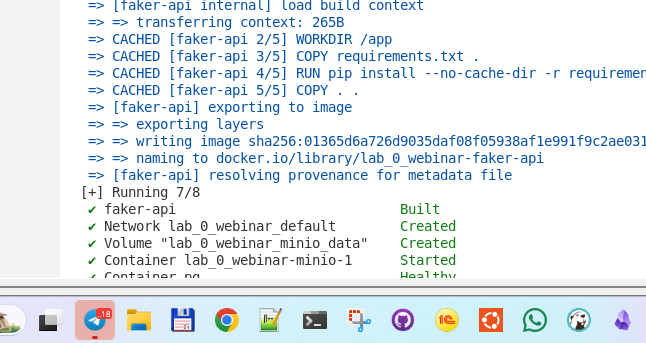 => [faker-api internal] load build context
=> => transferring context: 265B
=> CACHED [faker-api 2/5] WORKDIR /app
=> CACHED [faker-api 3/5] COPY requirements.txt .
=> CACHED [faker-api 4/5] RUN pip install --no-cache-dir -r requiremen
=> CACHED [faker-api 5/5] COPY . .
=> [faker-api] exporting to image
=> => exporting layers
=> => writing image sha256:01365d6a726d9035daf08f05938af1e991f9c2ae031
=> => naming to docker.io/library/lab_0_webinar-faker-api
=> [faker-api] resolving provenance for metadata file
[+] Running 7/8
✔ faker-api Built
✔ Network lab_0_webinar_default Created
✔ Volume "lab_0_webinar_minio_data" Created
✔ Container lab_0_webinar-minio-1 Started
✔ Container pg Healthy
..18
1С